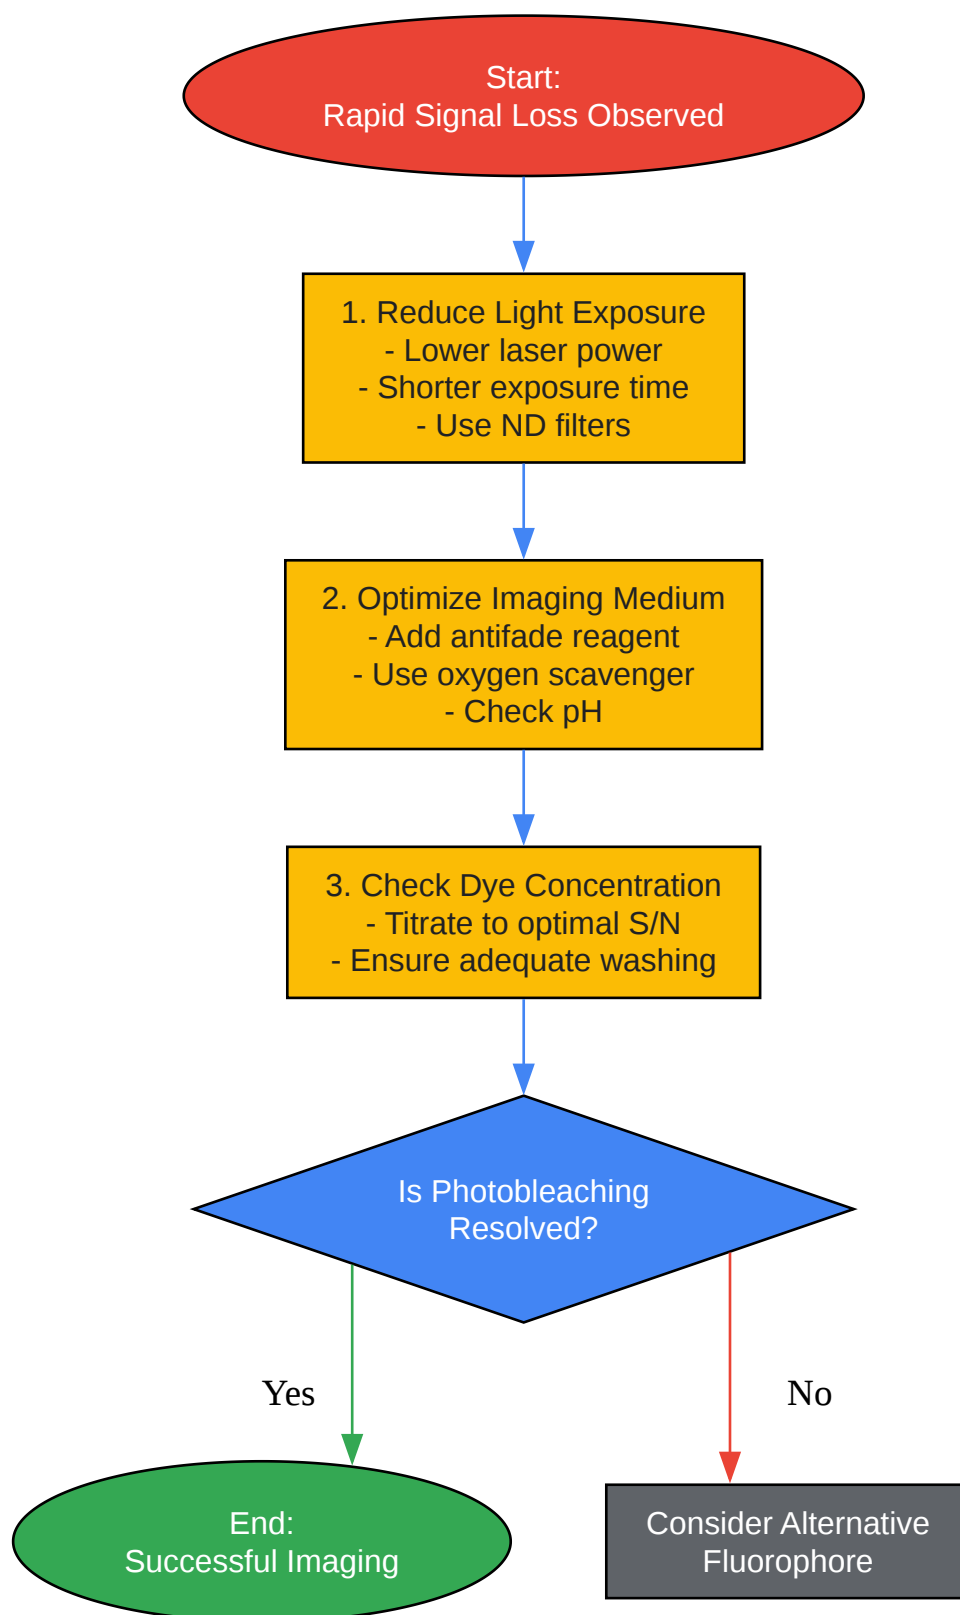 Start:
Rapid Signal Loss Observed
1. Reduce Light Exposure
- Lower laser power
- Shorter exposure time
- Use ND filters
2. Optimize Imaging Medium
- Add antifade reagent
- Use oxygen scavenger
- Check pH
3. Check Dye Concentration
- Titrate to optimal S/N
- Ensure adequate washing
Is Photobleaching
Resolved?
Yes
No
End:
Successful Imaging
Consider Alternative
Fluorophore